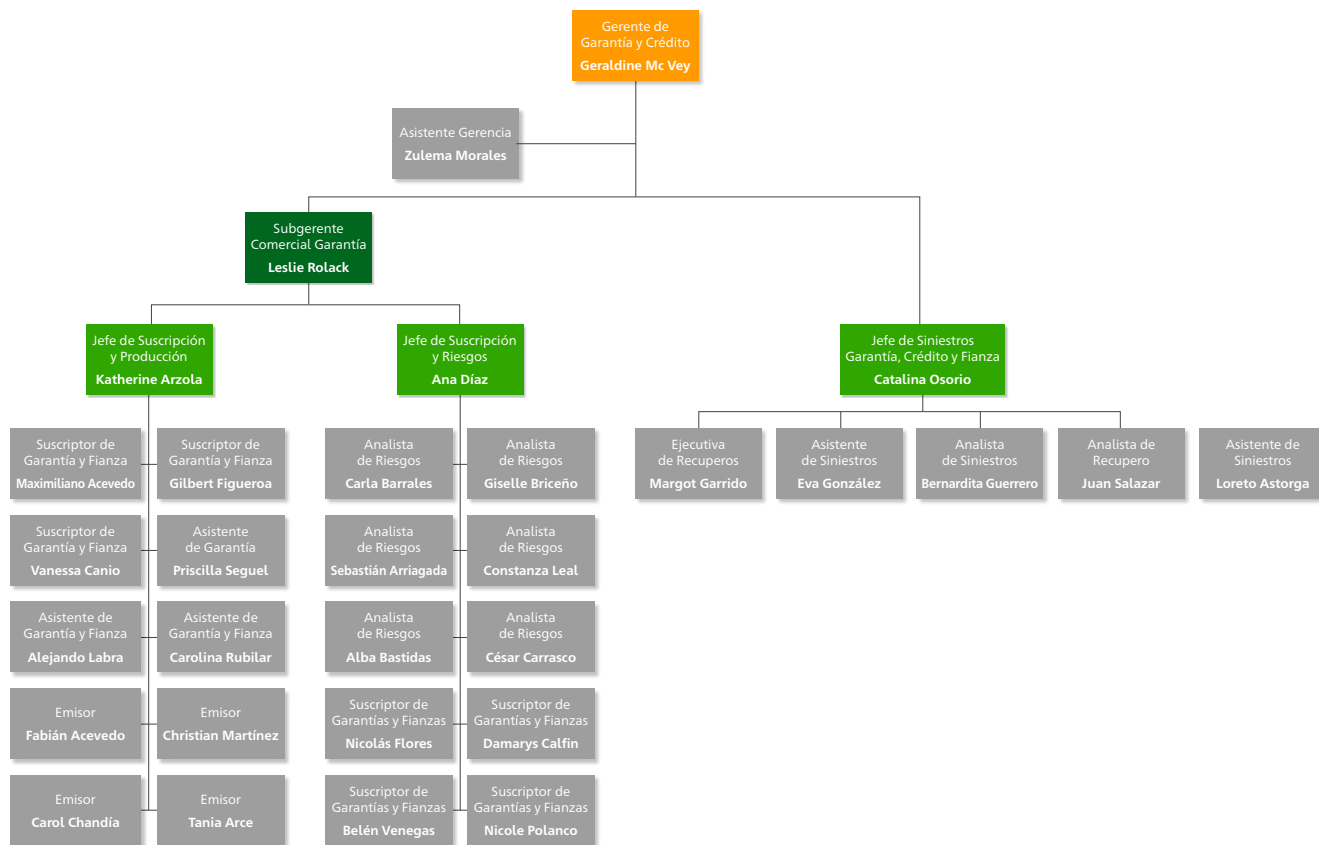 Gerente de
Garantía y Crédito
Geraldine Mc Vey
Asistente Gerencia
Zulema Morales
Subgerente
Comercial Garantía
Leslie Rolack
Jefe de Suscripción
y Producción
Katherine Arzola
Jefe de Suscripción
y Riesgos
Ana Díaz
Jefe de Siniestros
Garantía, Crédito y Fianza
Catalina Osorio
Suscriptor de
Garantía y Fianza
Maximiliano Acevedo
Suscriptor de
Garantía y Fianza
Gilbert Figueroa
Analista
de Riesgos
Carla Barrales
Analista
de Riesgos
Giselle Briceño
Ejecutiva
de Recuperos
Margot Garrido
Asistente
de Siniestros
Eva González
Analista
de Siniestros
Bernardita Guerrero
Analista de
Recupero
Juan Salazar
Asistente de
Siniestros
Loreto Astorga
Suscriptor de
Garantía y Fianza
Vanessa Canio
Asistente
de Garantía
Priscilla Seguel
Analista
de Riesgos
Sebastián Arriagada
Analista
de Riesgos
Constanza Leal
Asistente de
Garantía y Fianza
Alejando Labra
Asistente de
Garantía y Fianza
Carolina Rubilar
Analista
de Riesgos
Alba Bastidas
Analista
de Riesgos
César Carrasco
Emisor
Fabián Acevedo
Emisor
Christian Martínez
Suscriptor de
Garantías y Fianzas
Nicolás Flores
Suscriptor de
Garantías y Fianzas
Damarys Calfin
Emisor
Carol Chandía
Emisor
Tania Arce
Suscriptor de
Garantías y Fianzas
Belén Venegas
Suscriptor de
Garantías y Fianzas
Nicole Polanco